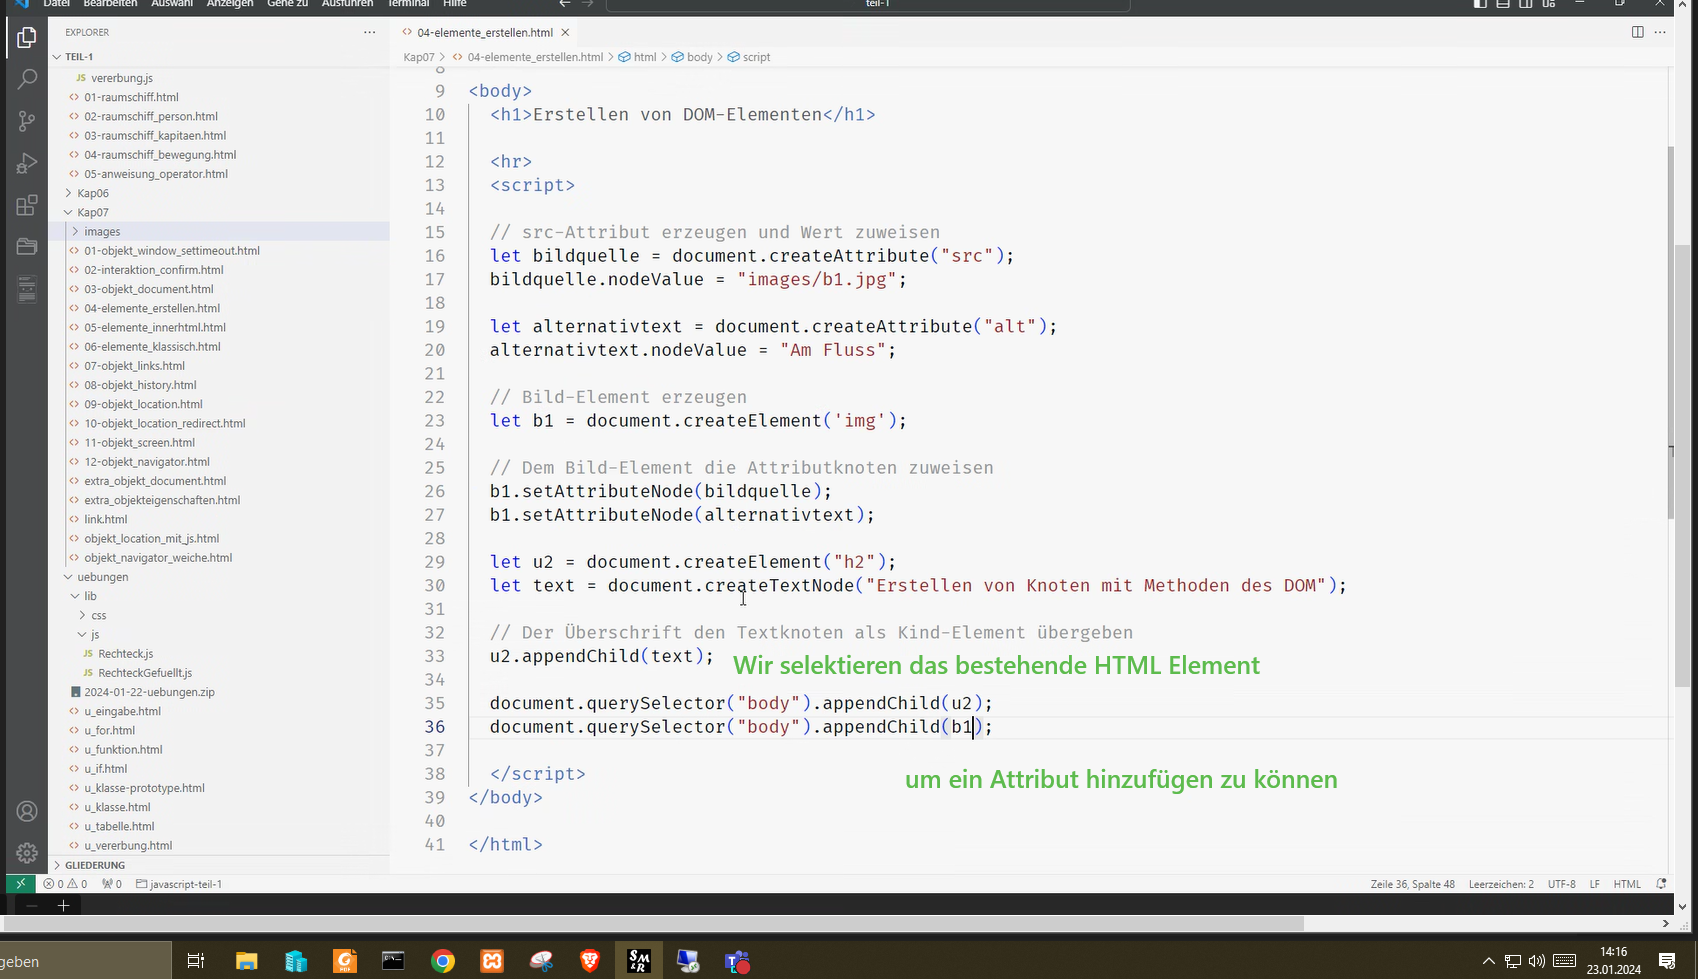 Datei Bearbeiten Auswahl Anzeigen Gehe zu Ausführen Terminal Hilfe
teil-1
EXPLORER
04-elemente_erstellen.html
TEIL-1
Kap07 > 04-elemente_erstellen.html > html > body > script
JS vererbung.js
01-raumschiff.html
02-raumschiff_person.html
03-raumschiff_kapitaen.html
04-raumschiff_bewegung.html
05-anweisung_operator.html
Kap06
Kap07
images
01-objekt_window_settimeout.html
02-interaktion_confirm.html
03-objekt_document.html
04-elemente_erstellen.html
05-elemente_innerhtml.html
06-elemente_klassisch.html
07-objekt_links.html
08-objekt_history.html
09-objekt_location.html
10-objekt_location_redirect.html
11-objekt_screen.html
12-objekt_navigator.html
extra_objekt_document.html
extra_objekteigenschaften.html
link.html
objekt_location_mit_js.html
objekt_navigator_weiche.html
uebungen
lib
css
js
JS Rechteck.js
JS RechteckGefuellt.js
2024-01-22-uebungen.zip
u_eingabe.html
u_for.html
u_funktion.html
u_if.html
u_klasse-prototype.html
u_klasse.html
u_tabelle.html
u_vererbung.html
GLIEDERUNG
8
9 <body>
10 <h1>Erstellen von DOM-Elementen</h1>
11
12 <hr>
13 <script>
14
15 // src-Attribut erzeugen und Wert zuweisen
16 let bildquelle = document.createAttribute("src");
17 bildquelle.nodeValue = "images/b1.jpg";
18
19 let alternativtext = document.createAttribute("alt");
20 alternativtext.nodeValue = "Am Fluss";
21
22 // Bild-Element erzeugen
23 let b1 = document.createElement('img');
24
25 // Dem Bild-Element die Attributknoten zuweisen
26 b1.setAttributeNode(bildquelle);
27 b1.setAttributeNode(alternativtext);
28
29 let u2 = document.createElement("h2");
30 let text = document.createTextNode("Erstellen von Knoten mit Methoden des DOM");
31
32 // Der Überschrift den Textknoten als Kind-Element übergeben
33 u2.appendChild(text);
Wir selektieren das bestehende HTML Element
34
35 document.querySelector("body").appendChild(u2);
36 document.querySelector("body").appendChild(b1);
37
38 </script>
um ein Attribut hinzufügen zu können
39 </body>
40
41 </html>
0 0 0 javascript-teil-1 Zeile 36, Spalte 48 Leerzeichen: 2 UTF-8 LF HTML
geben
PDF
SM&R
14:16
23.01.2024